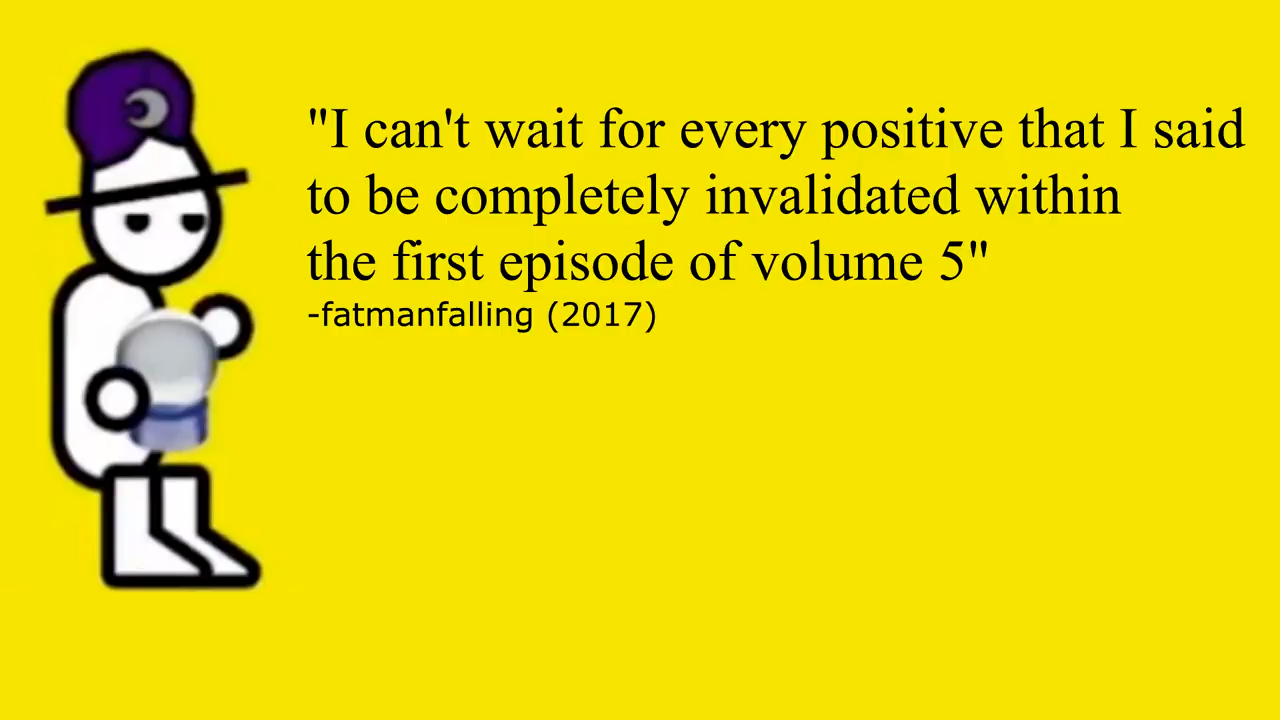 "I can't wait for every positive that I said
to be completely invalidated within
the first episode of volume 5"
-fatmanfalling (2017)